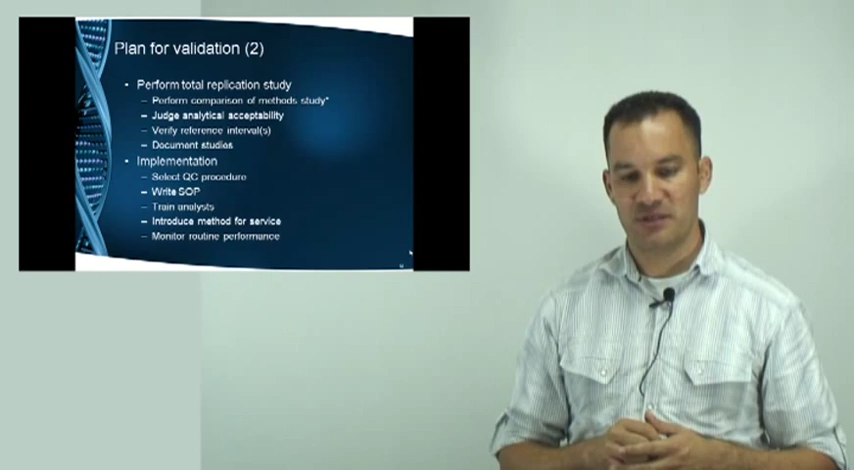 Plan for validation (2)
• Perform total replication study
– Perform comparison of methods study*
– Judge analytical acceptability
– Verify reference interval(s)
– Document studies
• Implementation
– Select QC procedure
– Write SOP
– Train analysts
– Introduce method for service
– Monitor routine performance